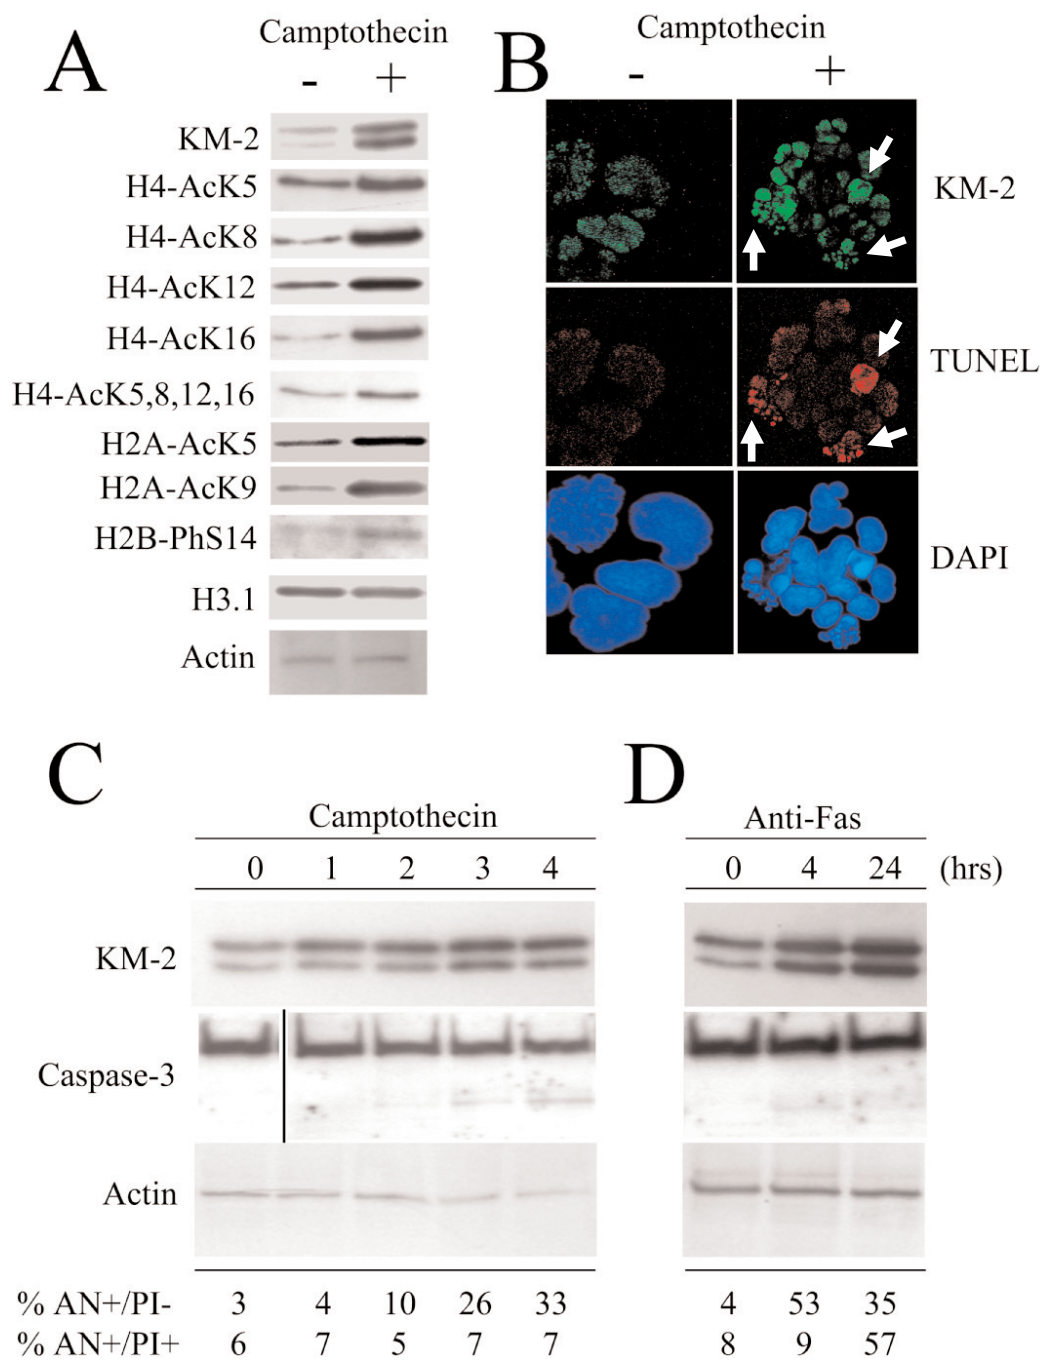 A
Camptothecin
- +
KM-2
H4-AcK5
H4-AcK8
H4-AcK12
H4-AcK16
H4-AcK5,8,12,16
H2A-AcK5
H2A-AcK9
H2B-PhS14
H3.1
Actin
B
Camptothecin
- +
KM-2
TUNEL
DAPI
C
Camptothecin
0 1 2 3 4
KM-2
Caspase-3
Actin
% AN+/PI- 3 4 10 26 33
% AN+/PI+ 6 7 5 7 7
D
Anti-Fas
0 4 24 (hrs)
4 53 35
8 9 57